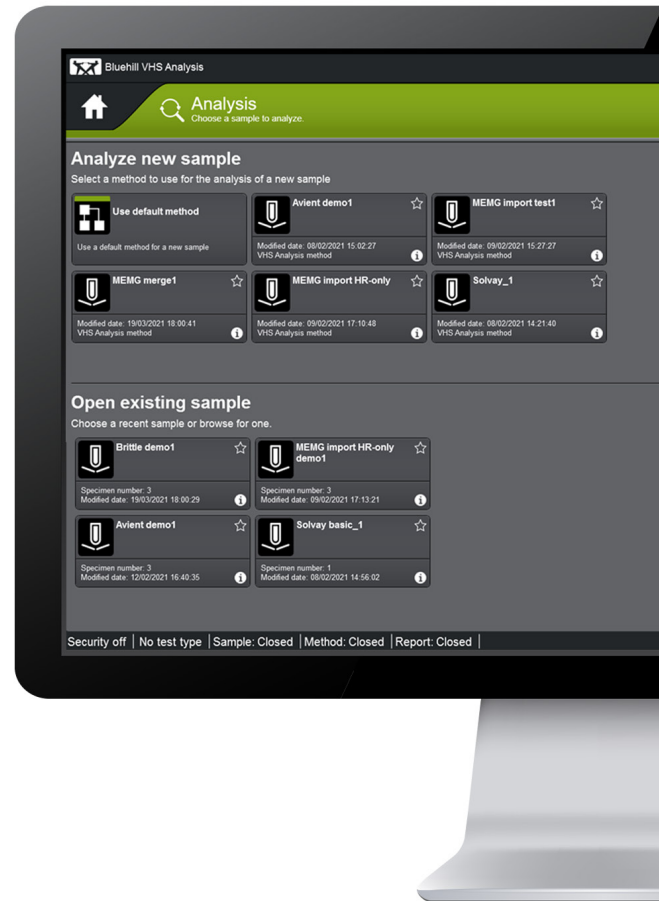 Bluehill VHS Analysis
Analysis
Choose a sample to analyze.
Analyze new sample
Select a method to use for the analysis of a new sample
Use default method
Use a default method for a new sample
Avient demo1
Modified date: 08/02/2021 15:02:27
VHS Analysis method
MEMG import test1
Modified date: 09/02/2021 15:27:27
VHS Analysis method
MEMG merge1
Modified date: 19/03/2021 18:00:41
VHS Analysis method
MEMG import HR-only
Modified date: 09/02/2021 17:10:48
VHS Analysis method
Solvay_1
Modified date: 08/02/2021 14:21:40
VHS Analysis method
Open existing sample
Choose a recent sample or browse for one.
Brittle demo1
Specimen number: 3
Modified date: 19/03/2021 18:00:29
MEMG import HR-only
demo1
Specimen number: 3
Modified date: 09/02/2021 17:13:21
Avient demo1
Specimen number: 3
Modified date: 12/02/2021 16:40:35
Solvay basic_1
Specimen number: 1
Modified date: 08/02/2021 14:56:02
Security off | No test type | Sample: Closed | Method: Closed | Report: Closed |